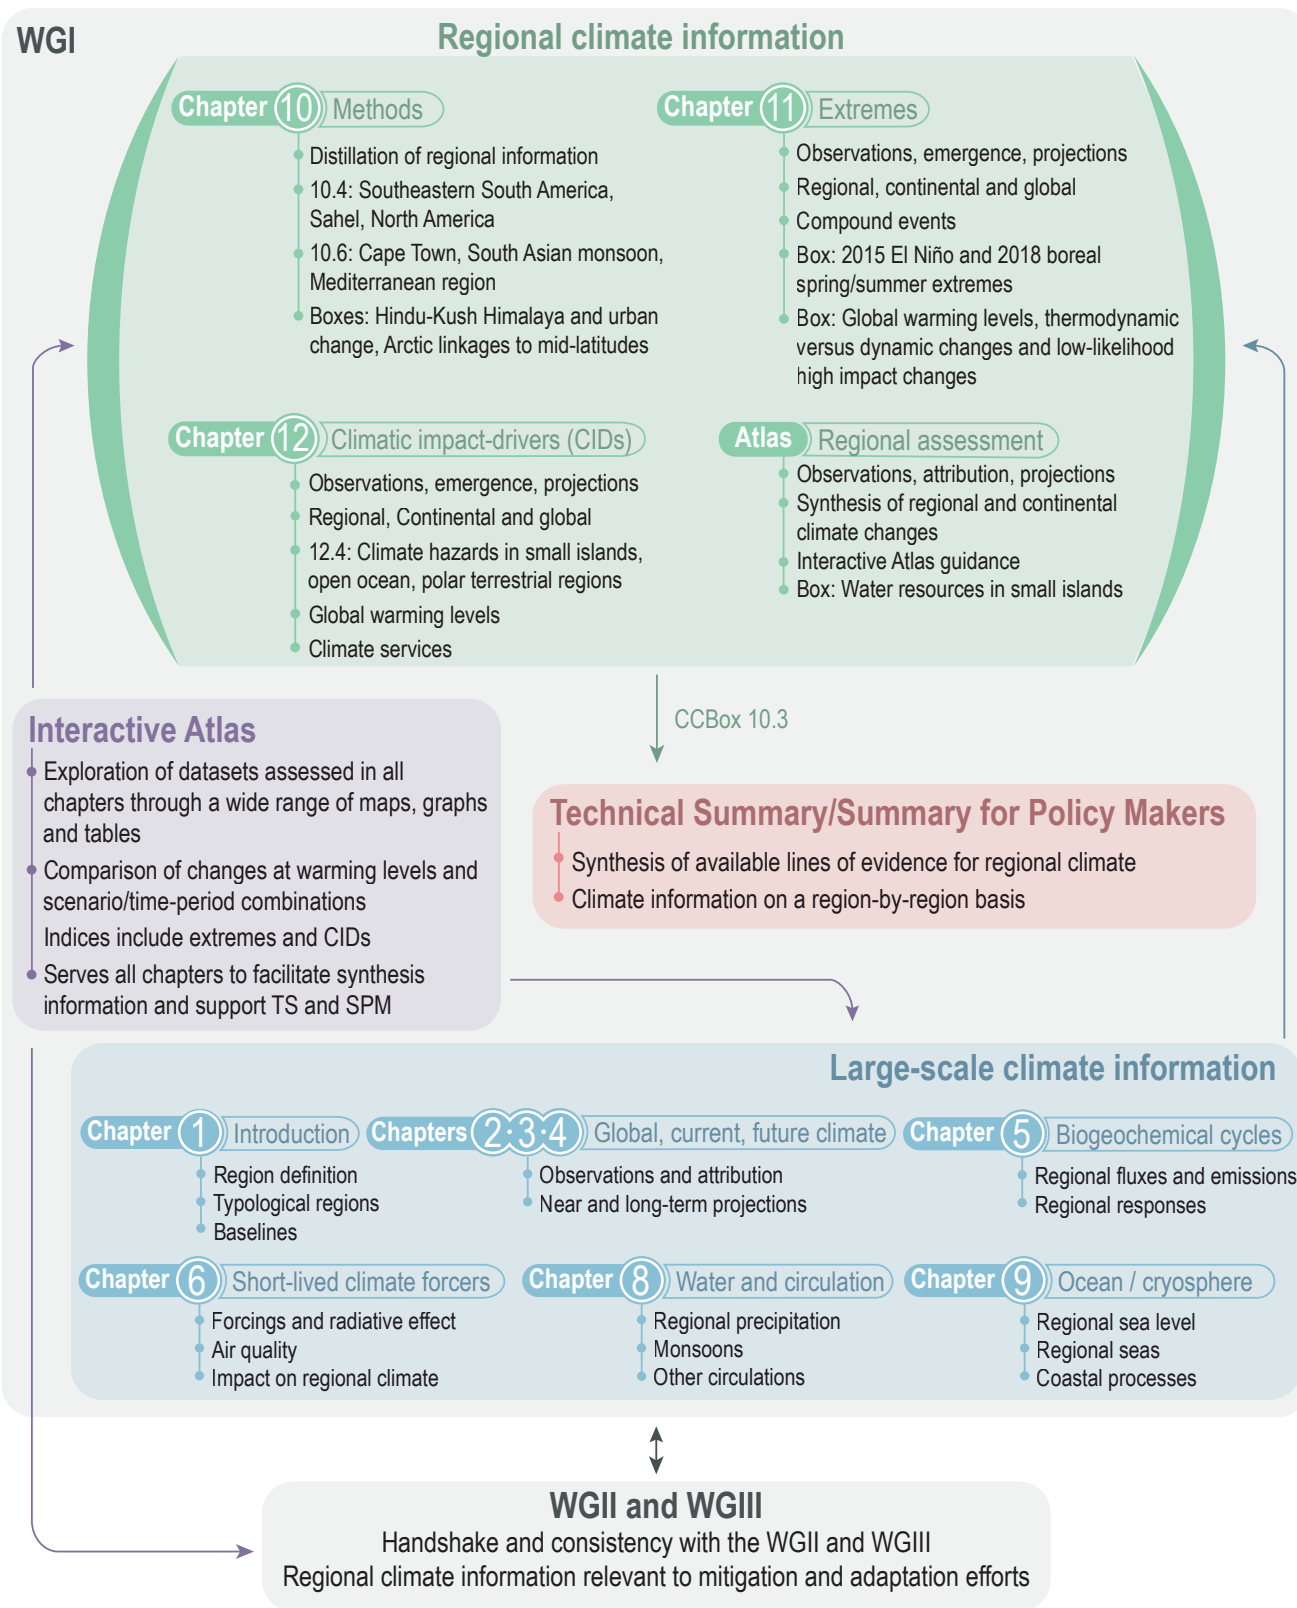 WGI
Regional climate information
Chapter 10 Methods
Distillation of regional information
10.4: Southeastern South America,
Sahel, North America
10.6: Cape Town, South Asian monsoon,
Mediterranean region
Boxes: Hindu-Kush Himalaya and urban
change, Arctic linkages to mid-latitudes
Chapter 11 Extremes
Observations, emergence, projections
Regional, continental and global
Compound events
Box: 2015 El Niño and 2018 boreal
spring/summer extremes
Box: Global warming levels, thermodynamic
versus dynamic changes and low-likelihood
high impact changes
Chapter 12 Climatic impact-drivers (CIDs)
Observations, emergence, projections
Regional, Continental and global
12.4: Climate hazards in small islands,
open ocean, polar terrestrial regions
Global warming levels
Climate services
Atlas Regional assessment
Observations, attribution, projections
Synthesis of regional and continental
climate changes
Interactive Atlas guidance
Box: Water resources in small islands
CCBox 10.3
Interactive Atlas
Exploration of datasets assessed in all
chapters through a wide range of maps, graphs
and tables
Comparison of changes at warming levels and
scenario/time-period combinations
Indices include extremes and CIDs
Serves all chapters to facilitate synthesis
information and support TS and SPM
Technical Summary/Summary for Policy Makers
Synthesis of available lines of evidence for regional climate
Climate information on a region-by-region basis
Large-scale climate information
Chapter 1 Introduction
Region definition
Typological regions
Baselines
Chapters 2·3·4 Global, current, future climate
Observations and attribution
Near and long-term projections
Chapter 5 Biogeochemical cycles
Regional fluxes and emissions
Regional responses
Chapter 6 Short-lived climate forcers
Forcings and radiative effect
Air quality
Impact on regional climate
Chapter 8 Water and circulation
Regional precipitation
Monsoons
Other circulations
Chapter 9 Ocean / cryosphere
Regional sea level
Regional seas
Coastal processes
WGII and WGIII
Handshake and consistency with the WGII and WGIII
Regional climate information relevant to mitigation and adaptation efforts